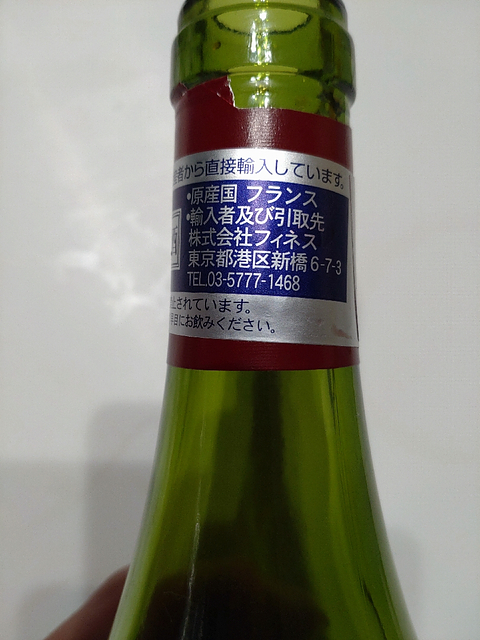 者から直接輸入しています。
•原産国 フランス
•輸入者及び引取先
株式会社フィネス
東京都港区新橋6-7-3
TEL.03-5777-1468
止されています。
にお飲みください。